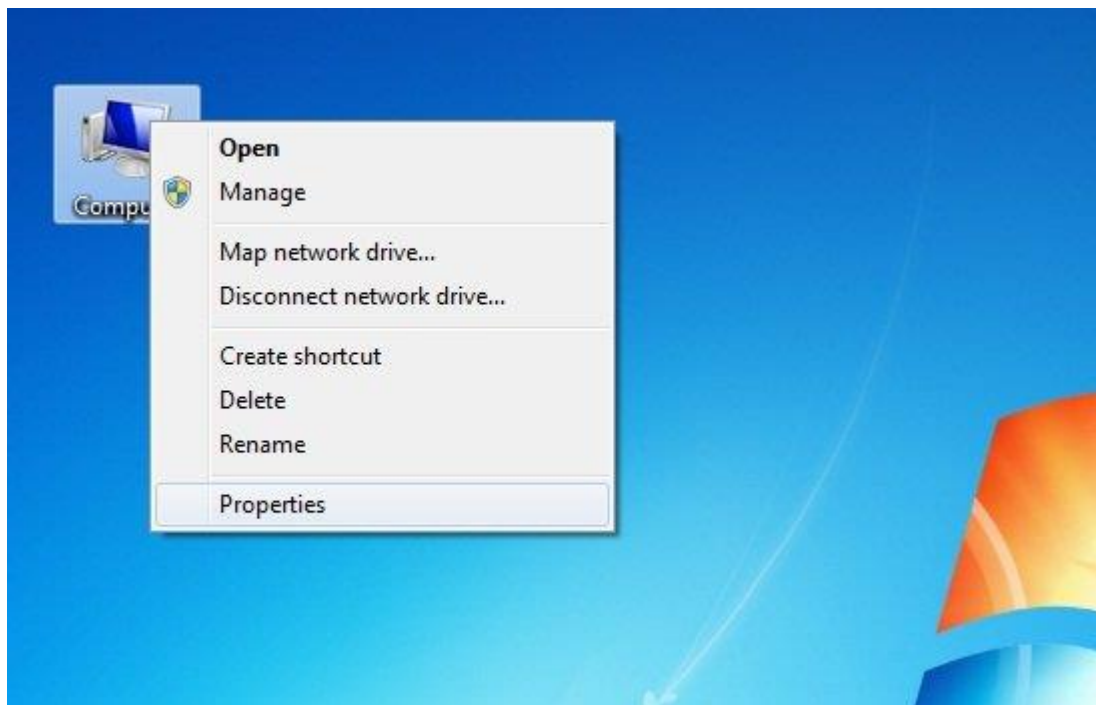 Open
Manage
Compu
Map network drive...
Disconnect network drive...
Create shortcut
Delete
Rename
Properties